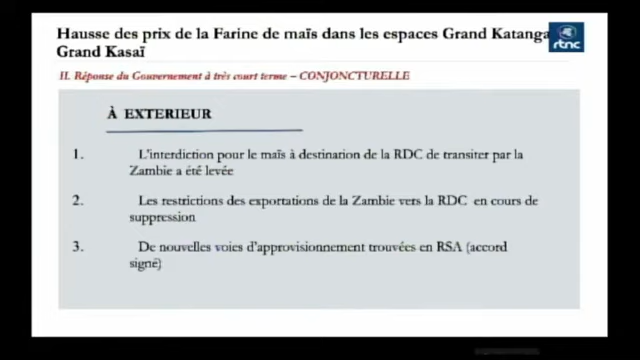 Hausse des prix de la Farine de maïs dans les espaces Grand Katanga
Grand Kasaï
rtnc
II. Réponse du Gouvernement à très court terme – CONJONCTURELLE
À EXTERIEUR
1. L'interdiction pour le maïs à destination de la RDC de transiter par la
Zambie a été levée
2. Les restrictions des exportations de la Zambie vers la RDC en cours de
suppression
3. De nouvelles voies d'approvisionnement trouvées en RSA (accord
signé)